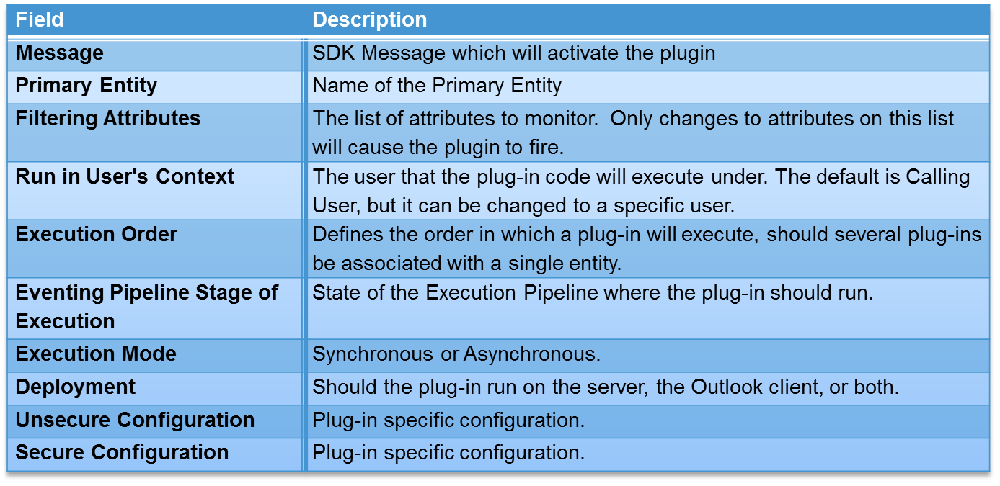 Field Description
Message SDK Message which will activate the plugin
Primary Entity Name of the Primary Entity
Filtering Attributes The list of attributes to monitor.  Only changes to attributes on this list
will cause the plugin to fire.
Run in User's Context The user that the plug-in code will execute under. The default is Calling
User, but it can be changed to a specific user.
Execution Order Defines the order in which a plug-in will execute, should several plug-ins
be associated with a single entity.
Eventing Pipeline Stage of State of the Execution Pipeline where the plug-in should run.
Execution
Execution Mode Synchronous or Asynchronous.
Deployment Should the plug-in run on the server, the Outlook client, or both.
Unsecure Configuration Plug-in specific configuration.
Secure Configuration Plug-in specific configuration.